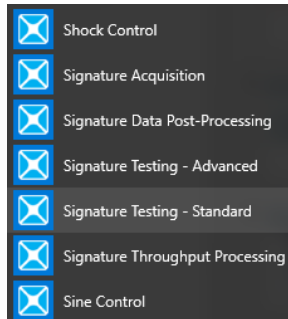 Shock Control
Signature Acquisition
Signature Data Post-Processing
Signature Testing - Advanced
Signature Testing - Standard
Signature Throughput Processing
Sine Control